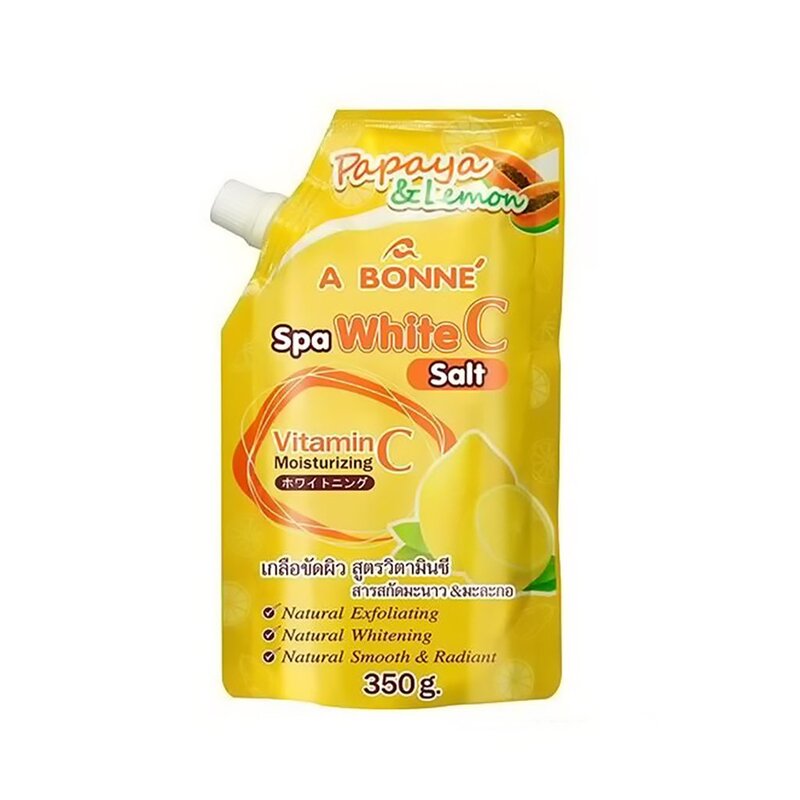 Papaya
& Lemon
A BONNÉ
Spa White C
Salt
Vitamin C
Moisturizing
ホワイトニング
เกลือขัดผิว สูตรวิตามินซี
สารสกัดมะนาว &มะละกอ
Natural Exfoliating
Natural Whitening
Natural Smooth & Radiant
350 g.